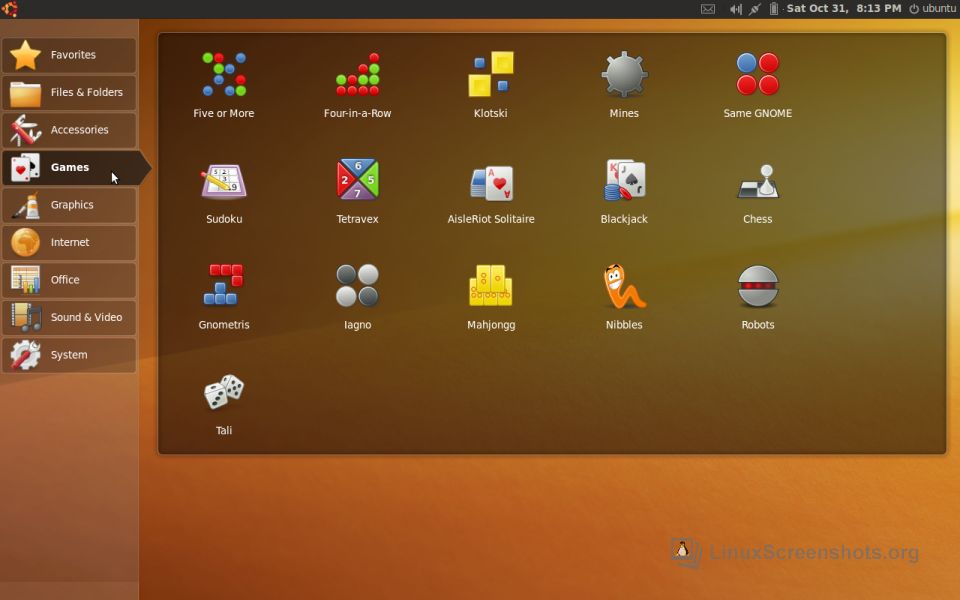 Sat Oct 31, 8:13 PM ubuntu
Favorites
Files & Folders
Accessories
Games
Graphics
Internet
Office
Sound & Video
System
Five or More
Four-in-a-Row
Klotski
Mines
Same GNOME
Sudoku
Tetravex
AisleRiot Solitaire
Blackjack
Chess
Gnometris
Iagno
Mahjongg
Nibbles
Robots
Tali
LinuxScreenshots.org